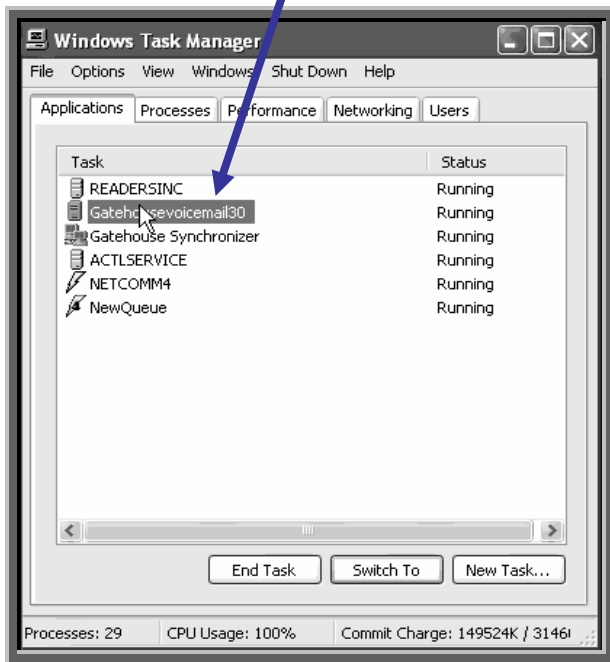 Windows Task Manager
File Options View Windows Shut Down Help
Applications Processes Performance Networking Users
Task Status
READERSINC Running
Gatehousevoicemail30 Running
Gatehouse Synchronizer Running
ACTLSERVICE Running
NETCOMM4 Running
NewQueue Running
End Task Switch To New Task...
Processes: 29 CPU Usage: 100% Commit Charge: 149524K /